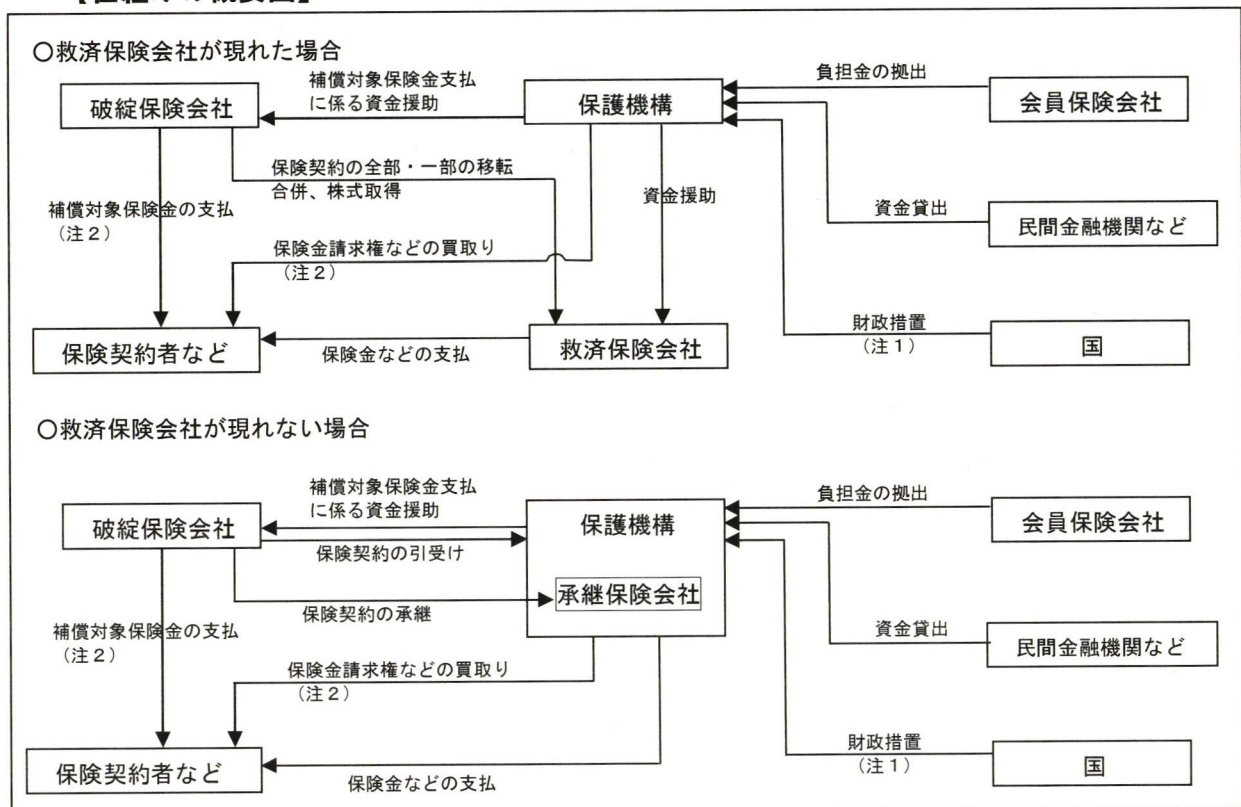 ○救済保険会社が現れた場合
破綻保険会社
補償対象保険金支払
に係る資金援助
保護機構
負担金の拠出
会員保険会社
保険契約の全部・一部の移転
合併、株式取得
補償対象保険金の支払
（注２）
資金援助
資金貸出
民間金融機関など
保険金請求権などの買取り
（注２）
保険契約者など
保険金などの支払
救済保険会社
財政措置
（注１）
国
○救済保険会社が現れない場合
破綻保険会社
補償対象保険金支払
に係る資金援助
保険契約の引受け
保護機構
承継保険会社
負担金の拠出
会員保険会社
保険契約の承継
補償対象保険金の支払
（注２）
資金貸出
民間金融機関など
保険金請求権などの買取り
（注２）
保険契約者など
保険金などの支払
財政措置
（注１）
国